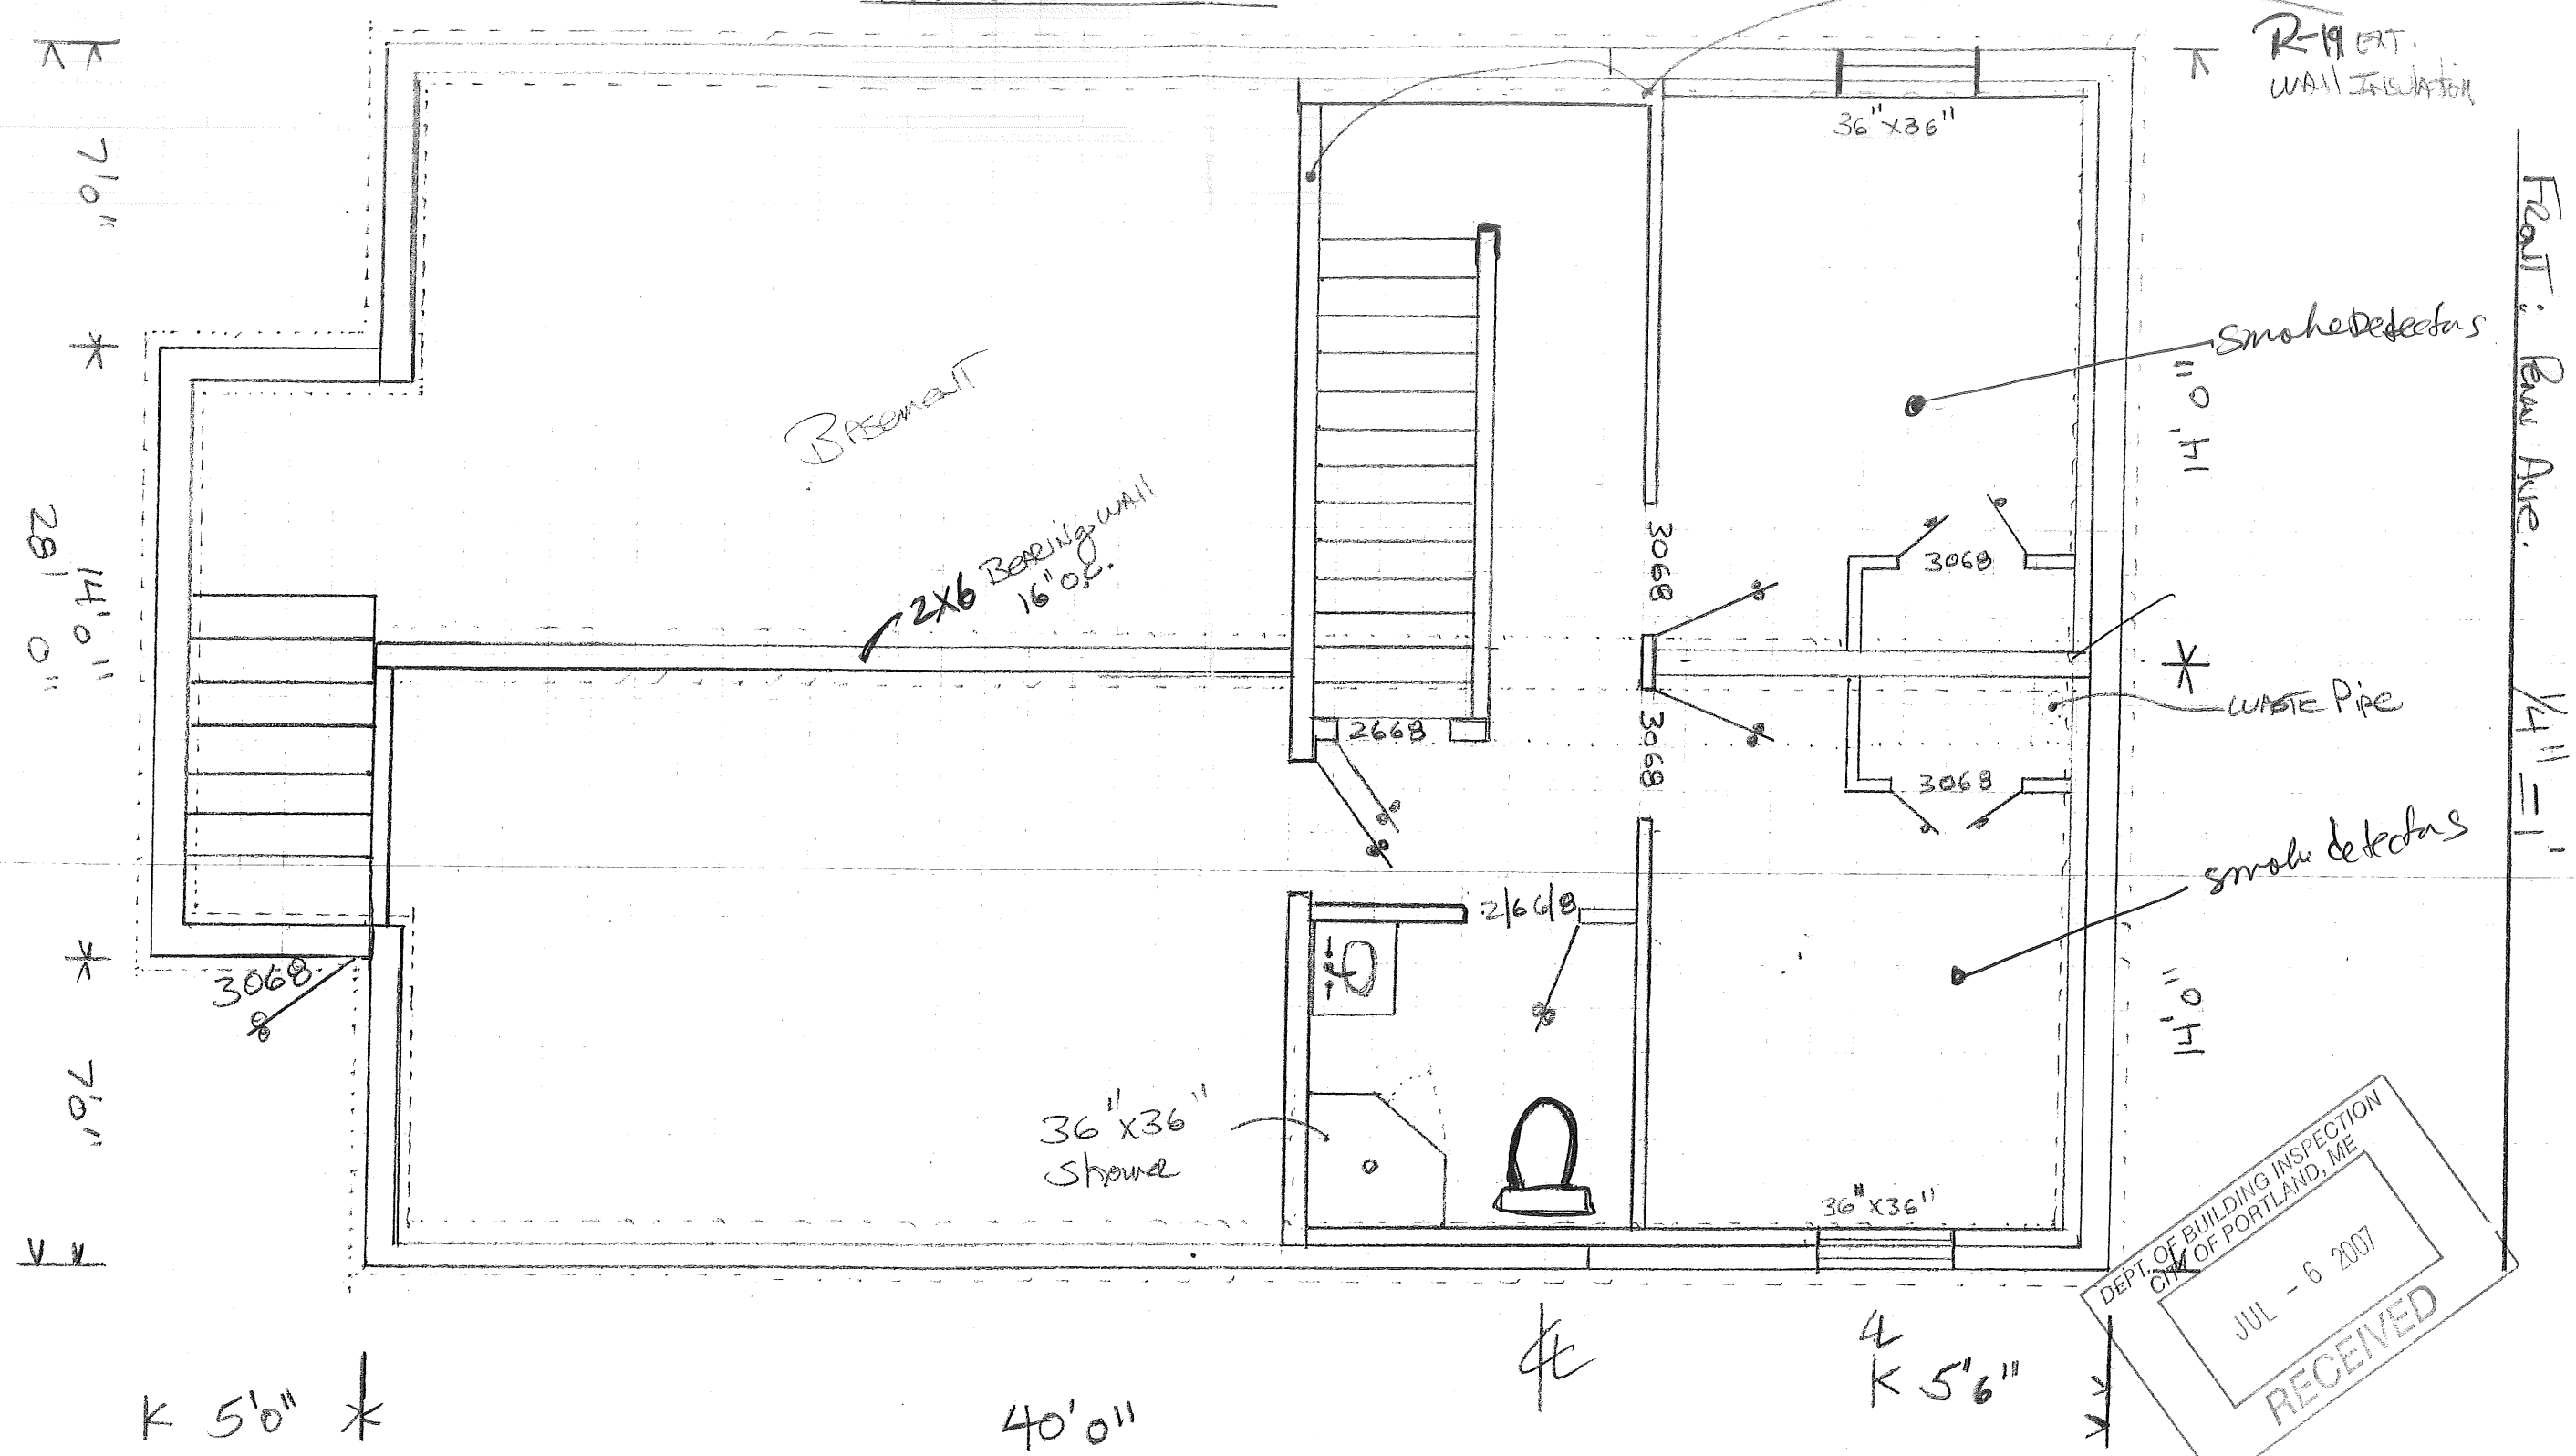 R-19 EXT.
WAll INSulATION
36"X36"
7'0"
Front: Penn Ave.
1/4"=1'
SmokeDetectors
14'0"
Basement
2X6 BEARING WAll
16" O.C.
3068
3068
28'0"
14'0"
WASTE Pipe
2668
3068
3068
smoke detectors
2/6 6/8
3068
14'0"
7'0"
36"X36"
Shower
36"X36"
DEPT. OF BUILDING INSPECTION
CITY OF PORTLAND, ME
JUL - 6 2007
RECEIVED
5'0"
40'0"
5'6"